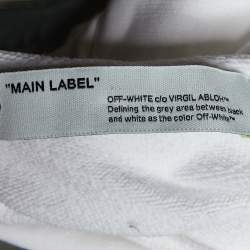 "MAIN LABEL"
OFF-WHITE c/o VIRGIL ABLOH™
Defining the grey area between black
and white as the color Off-White™